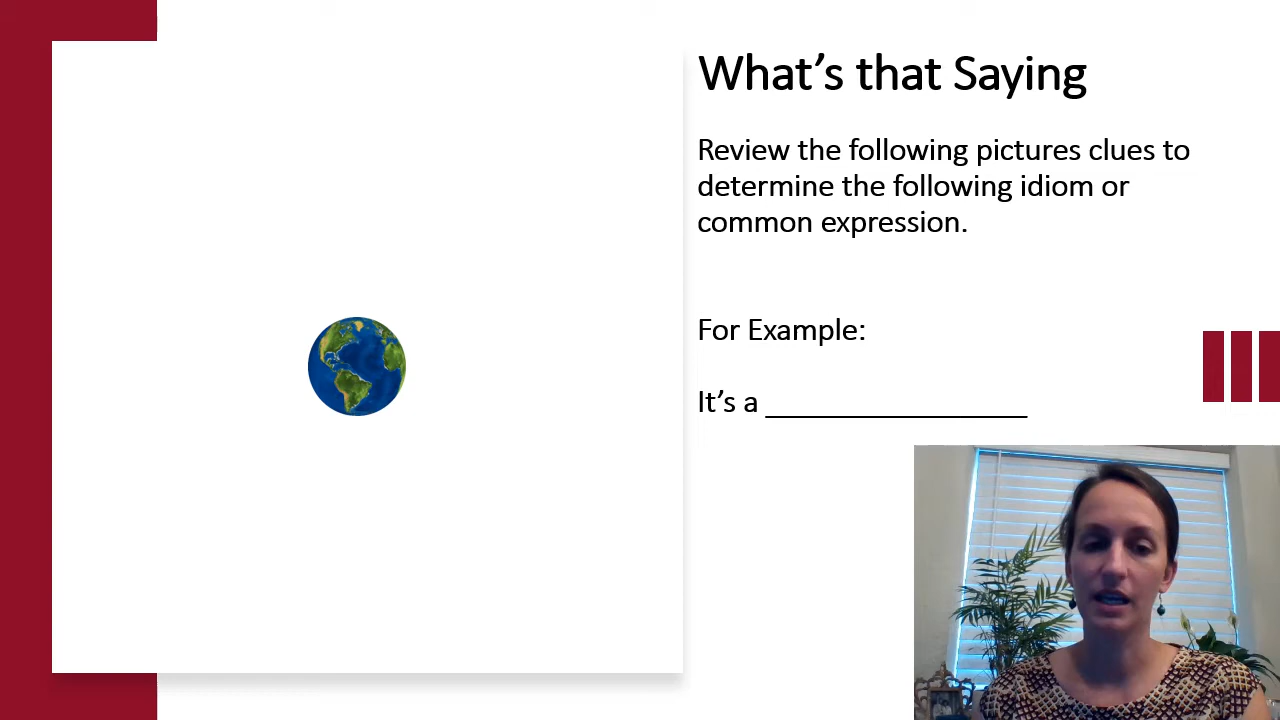 What's that Saying
Review the following pictures clues to
determine the following idiom or
common expression.
For Example:
It's a ___________________